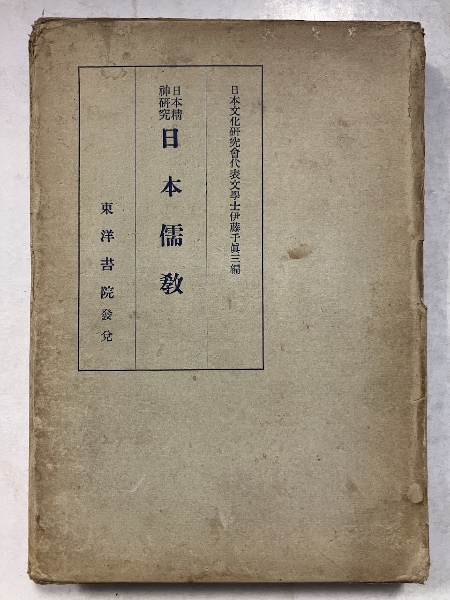 日本文化研究會代表文學士伊藤千眞三編
日本精神研究
日本儒教
東洋書院發兌